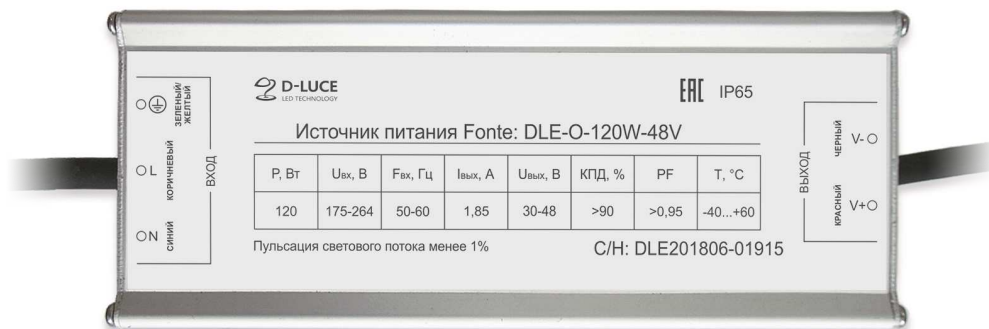 D-LUCE
LED TECHNOLOGY
EAC IP65
Источник питания Fonte: DLE-O-120W-48V
ЗЕЛЕНЫЙ/
ЖЕЛТЫЙ
L КОРИЧНЕВЫЙ
N СИНИЙ
ВХОД
P, Вт Uвх, В Fвх, Гц Iвых, А Uвых, В КПД, % PF T, °C
120 175-264 50-60 1,85 30-48 >90 >0,95 -40...+60
Пульсация светового потока менее 1%
С/Н: DLE201806-01915
ВЫХОД
ЧЕРНЫЙ V-
КРАСНЫЙ V+